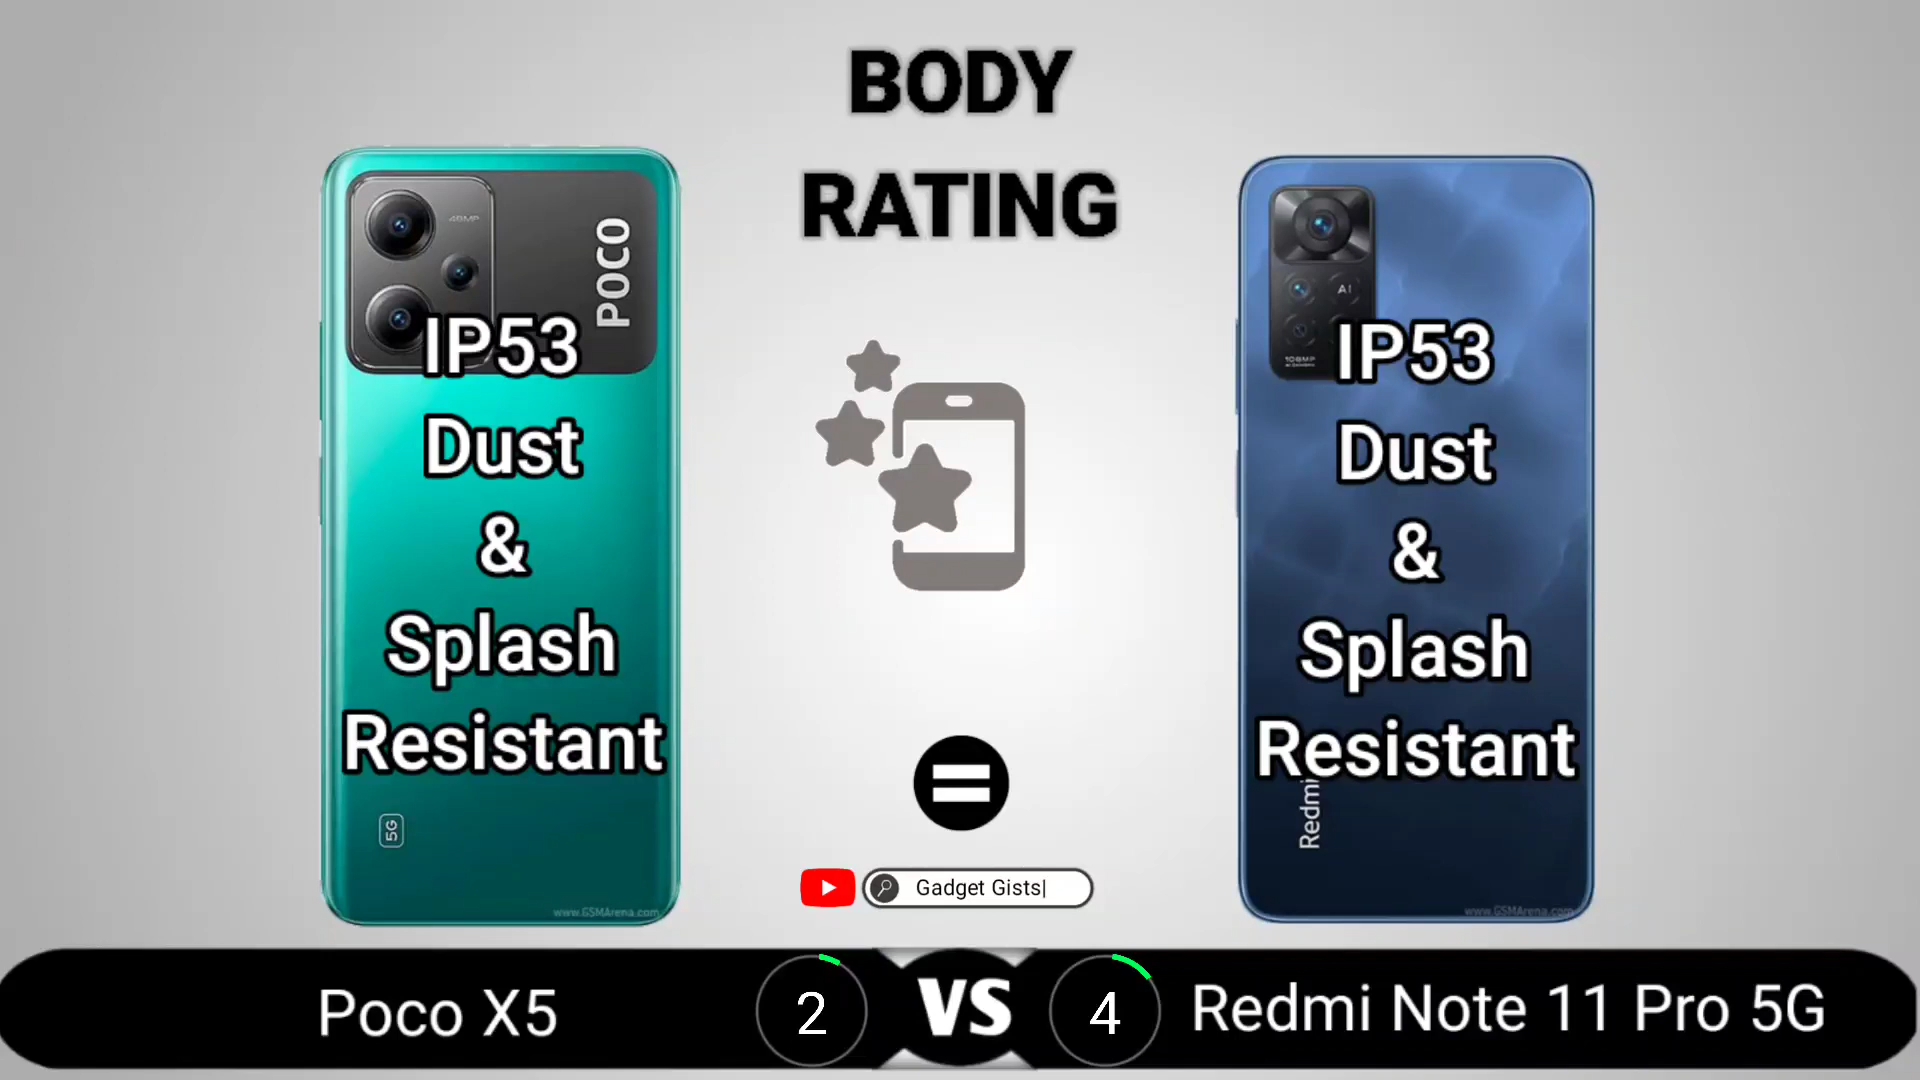 BODY
RATING
48MP
POCO
IP53
Dust
&
Splash
Resistant
5G
www.GSMArena.com
AI
108MP
IP53
Dust
&
Splash
Resistant
Redmi
www.GSMArena.com
Gadget Gists|
Poco X5
2
VS
4
Redmi Note 11 Pro 5G